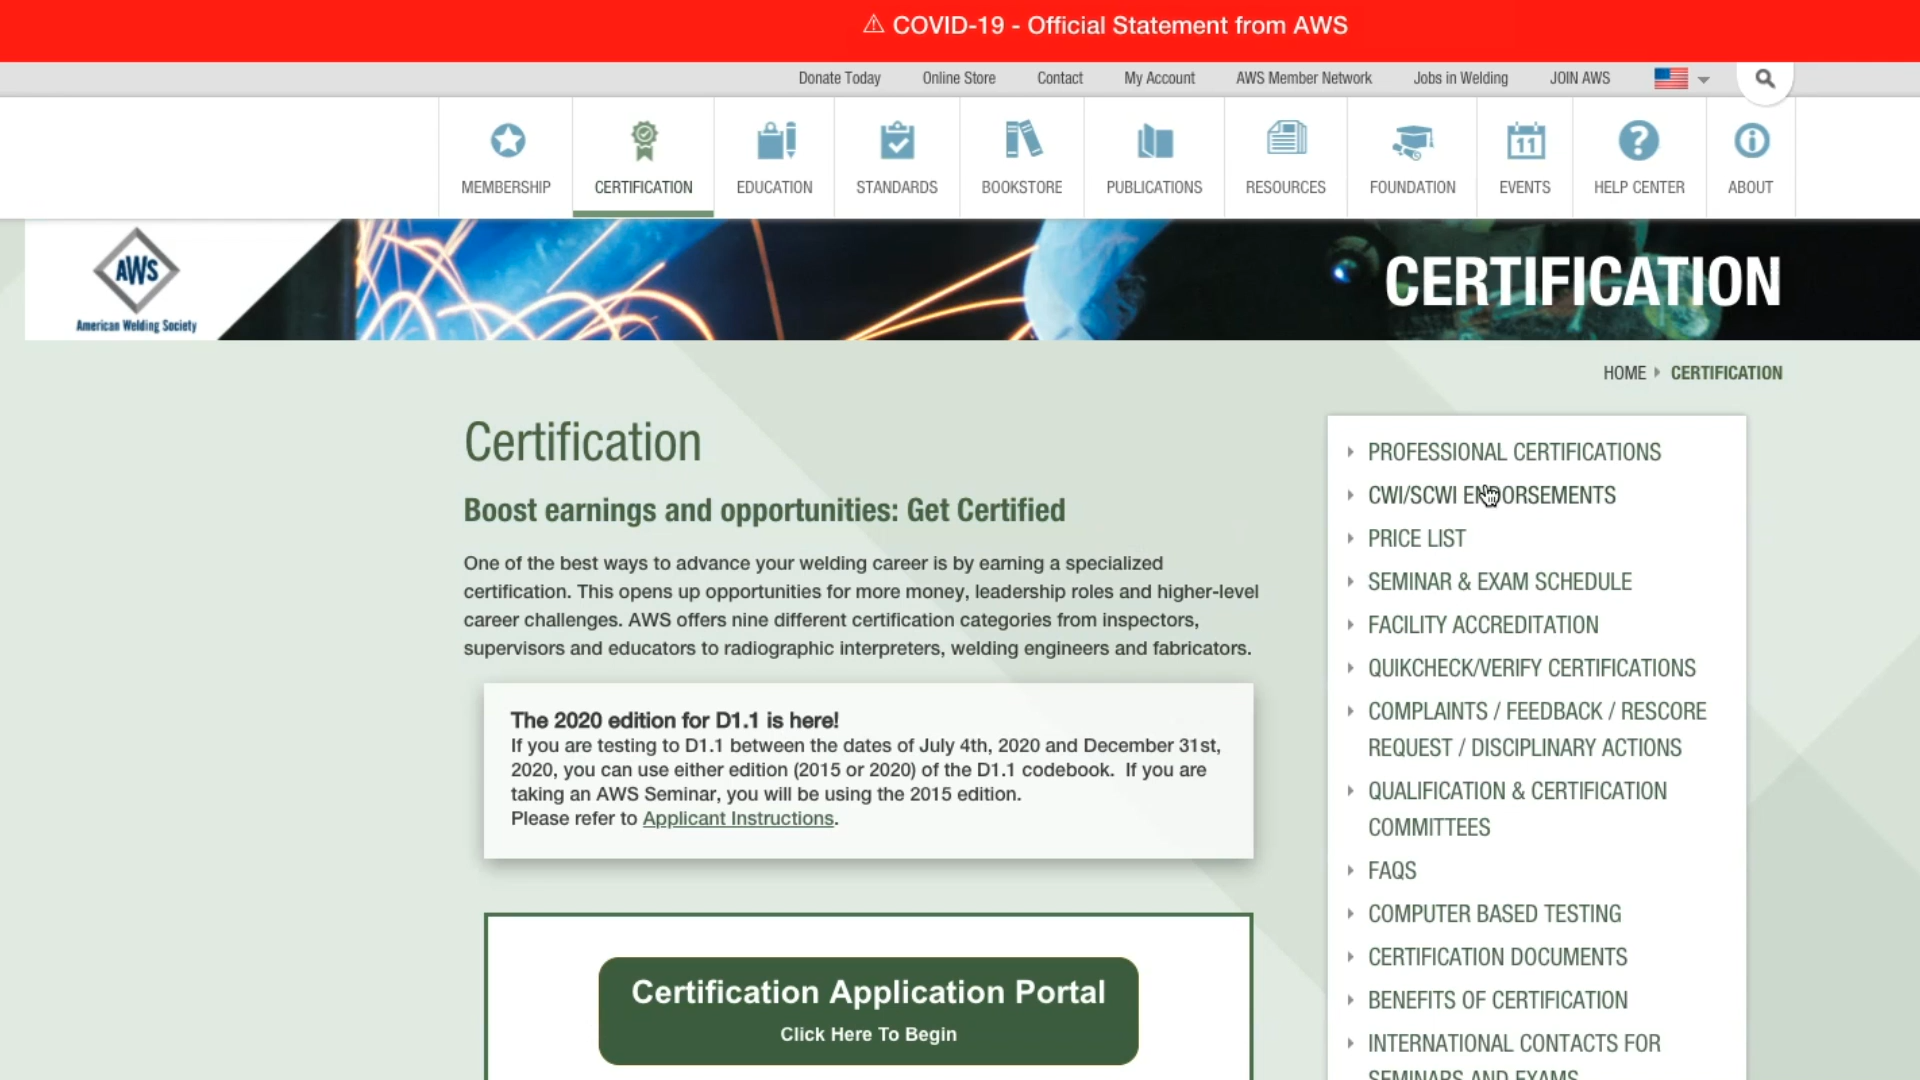 ⚠ COVID-19 - Official Statement from AWS
Donate Today Online Store Contact My Account AWS Member Network Jobs in Welding JOIN AWS
11
MEMBERSHIP CERTIFICATION EDUCATION STANDARDS BOOKSTORE PUBLICATIONS RESOURCES FOUNDATION EVENTS HELP CENTER ABOUT
AWS
American Welding Society
CERTIFICATION
HOME CERTIFICATION
Certification
Boost earnings and opportunities: Get Certified
One of the best ways to advance your welding career is by earning a specialized
certification. This opens up opportunities for more money, leadership roles and higher-level
career challenges. AWS offers nine different certification categories from inspectors,
supervisors and educators to radiographic interpreters, welding engineers and fabricators.
The 2020 edition for D1.1 is here!
If you are testing to D1.1 between the dates of July 4th, 2020 and December 31st,
2020, you can use either edition (2015 or 2020) of the D1.1 codebook. If you are
taking an AWS Seminar, you will be using the 2015 edition.
Please refer to Applicant Instructions.
Certification Application Portal
Click Here To Begin
PROFESSIONAL CERTIFICATIONS
CWI/SCWI ENDORSEMENTS
PRICE LIST
SEMINAR & EXAM SCHEDULE
FACILITY ACCREDITATION
QUIKCHECK/VERIFY CERTIFICATIONS
COMPLAINTS / FEEDBACK / RESCORE
REQUEST / DISCIPLINARY ACTIONS
QUALIFICATION & CERTIFICATION
COMMITTEES
FAQS
COMPUTER BASED TESTING
CERTIFICATION DOCUMENTS
BENEFITS OF CERTIFICATION
INTERNATIONAL CONTACTS FOR
SEMINARS AND EXAMS